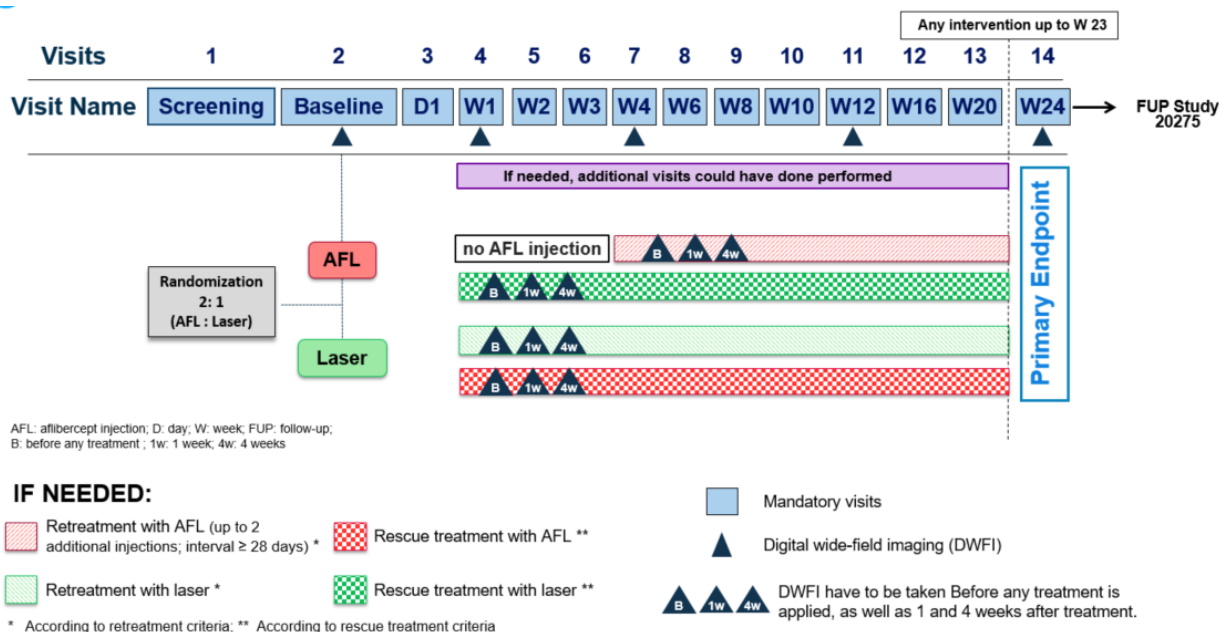 Any intervention up to W 23
Visits 1 2 3 4 5 6 7 8 9 10 11 12 13 14
Visit Name Screening Baseline D1 W1 W2 W3 W4 W6 W8 W10 W12 W16 W20 W24 FUP Study
20275
If needed, additional visits could have done performed
no AFL injection B 1w 4w
AFL
Randomization
2: 1
(AFL : Laser)
B 1w 4w
Laser
B 1w 4w
B 1w 4w
Primary Endpoint
AFL: aflibercept injection; D: day; W: week; FUP: follow-up;
B: before any treatment ; 1w: 1 week; 4w: 4 weeks
IF NEEDED:
Retreatment with AFL (up to 2
additional injections; interval ≥ 28 days) *
Rescue treatment with AFL **
Retreatment with laser *
Rescue treatment with laser **
Mandatory visits
Digital wide-field imaging (DWFI)
B 1w 4w DWFI have to be taken Before any treatment is
applied, as well as 1 and 4 weeks after treatment.
* According to retreatment criteria; ** According to rescue treatment criteria